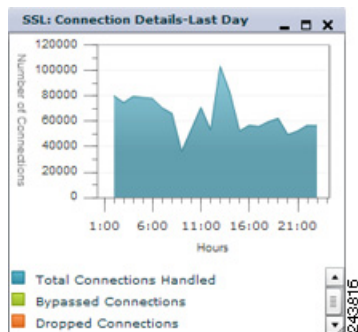 SSL: Connection Details-Last Day
120000
100000
80000
60000
40000
20000
0
Number of Connections
1:00 6:00 11:00 16:00 21:00
Hours
Total Connections Handled
Bypassed Connections
Dropped Connections
243815